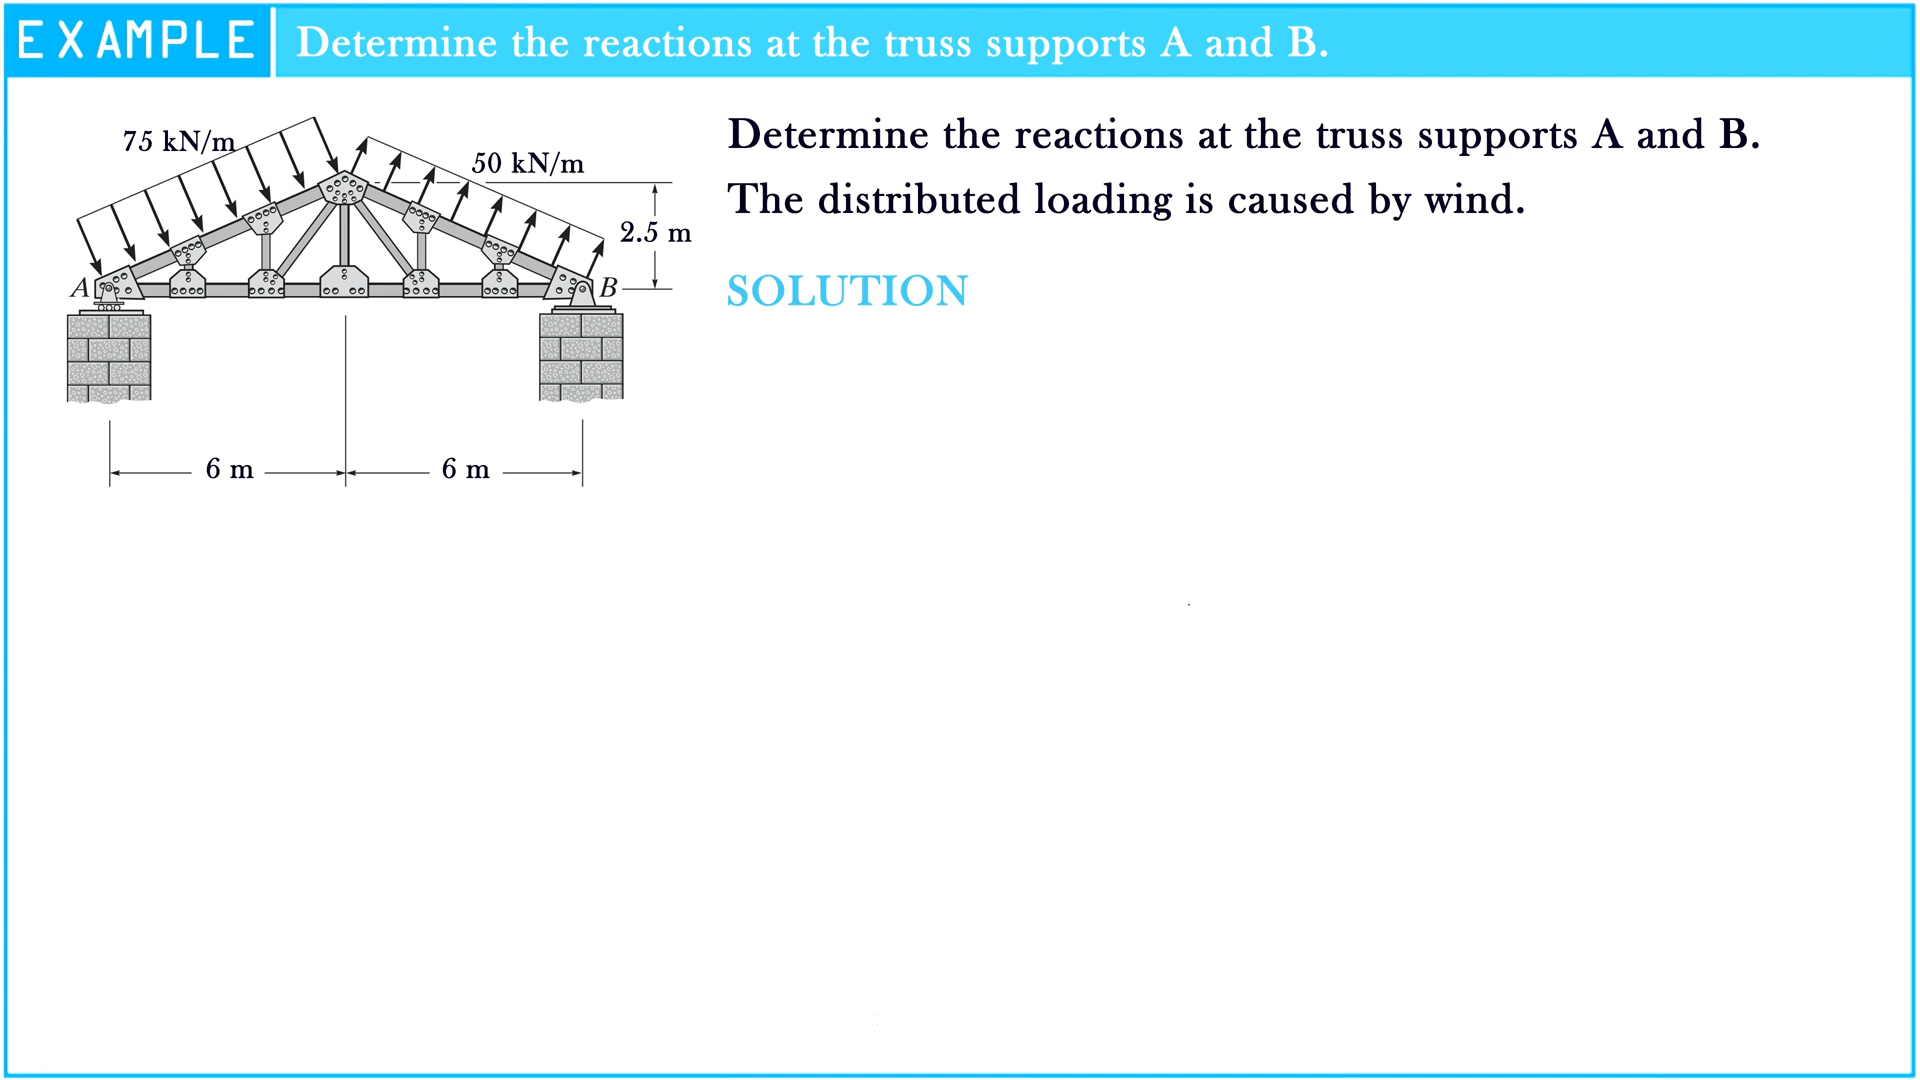 EXAMPLE Determine the reactions at the truss supports A and B.
75 kN/m
50 kN/m
2.5 m
A
B
6 m
6 m
Determine the reactions at the truss supports A and B.
The distributed loading is caused by wind.
SOLUTION